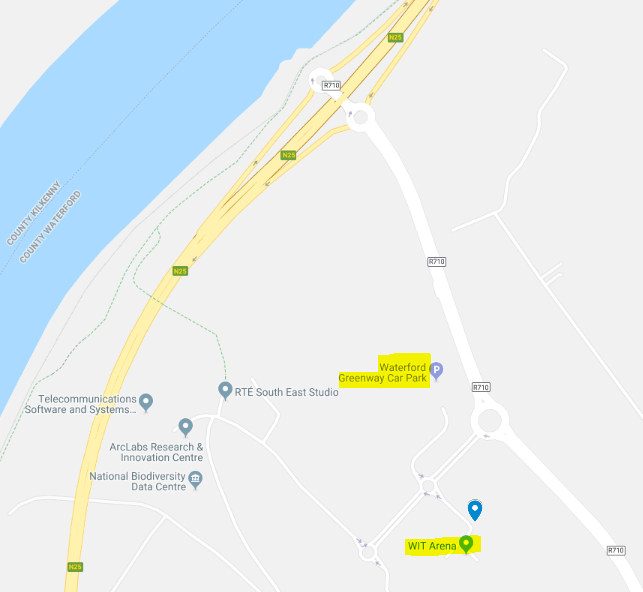 N25
R710
N25
COUNTY KILKENNY
COUNTY WATERFORD
R710
N25
Waterford
Greenway Car Park
P
R710
RTÉ South East Studio
Telecommunications
Software and Systems...
ArcLabs Research &
Innovation Centre
National Biodiversity
Data Centre
WIT Arena
R710
N25